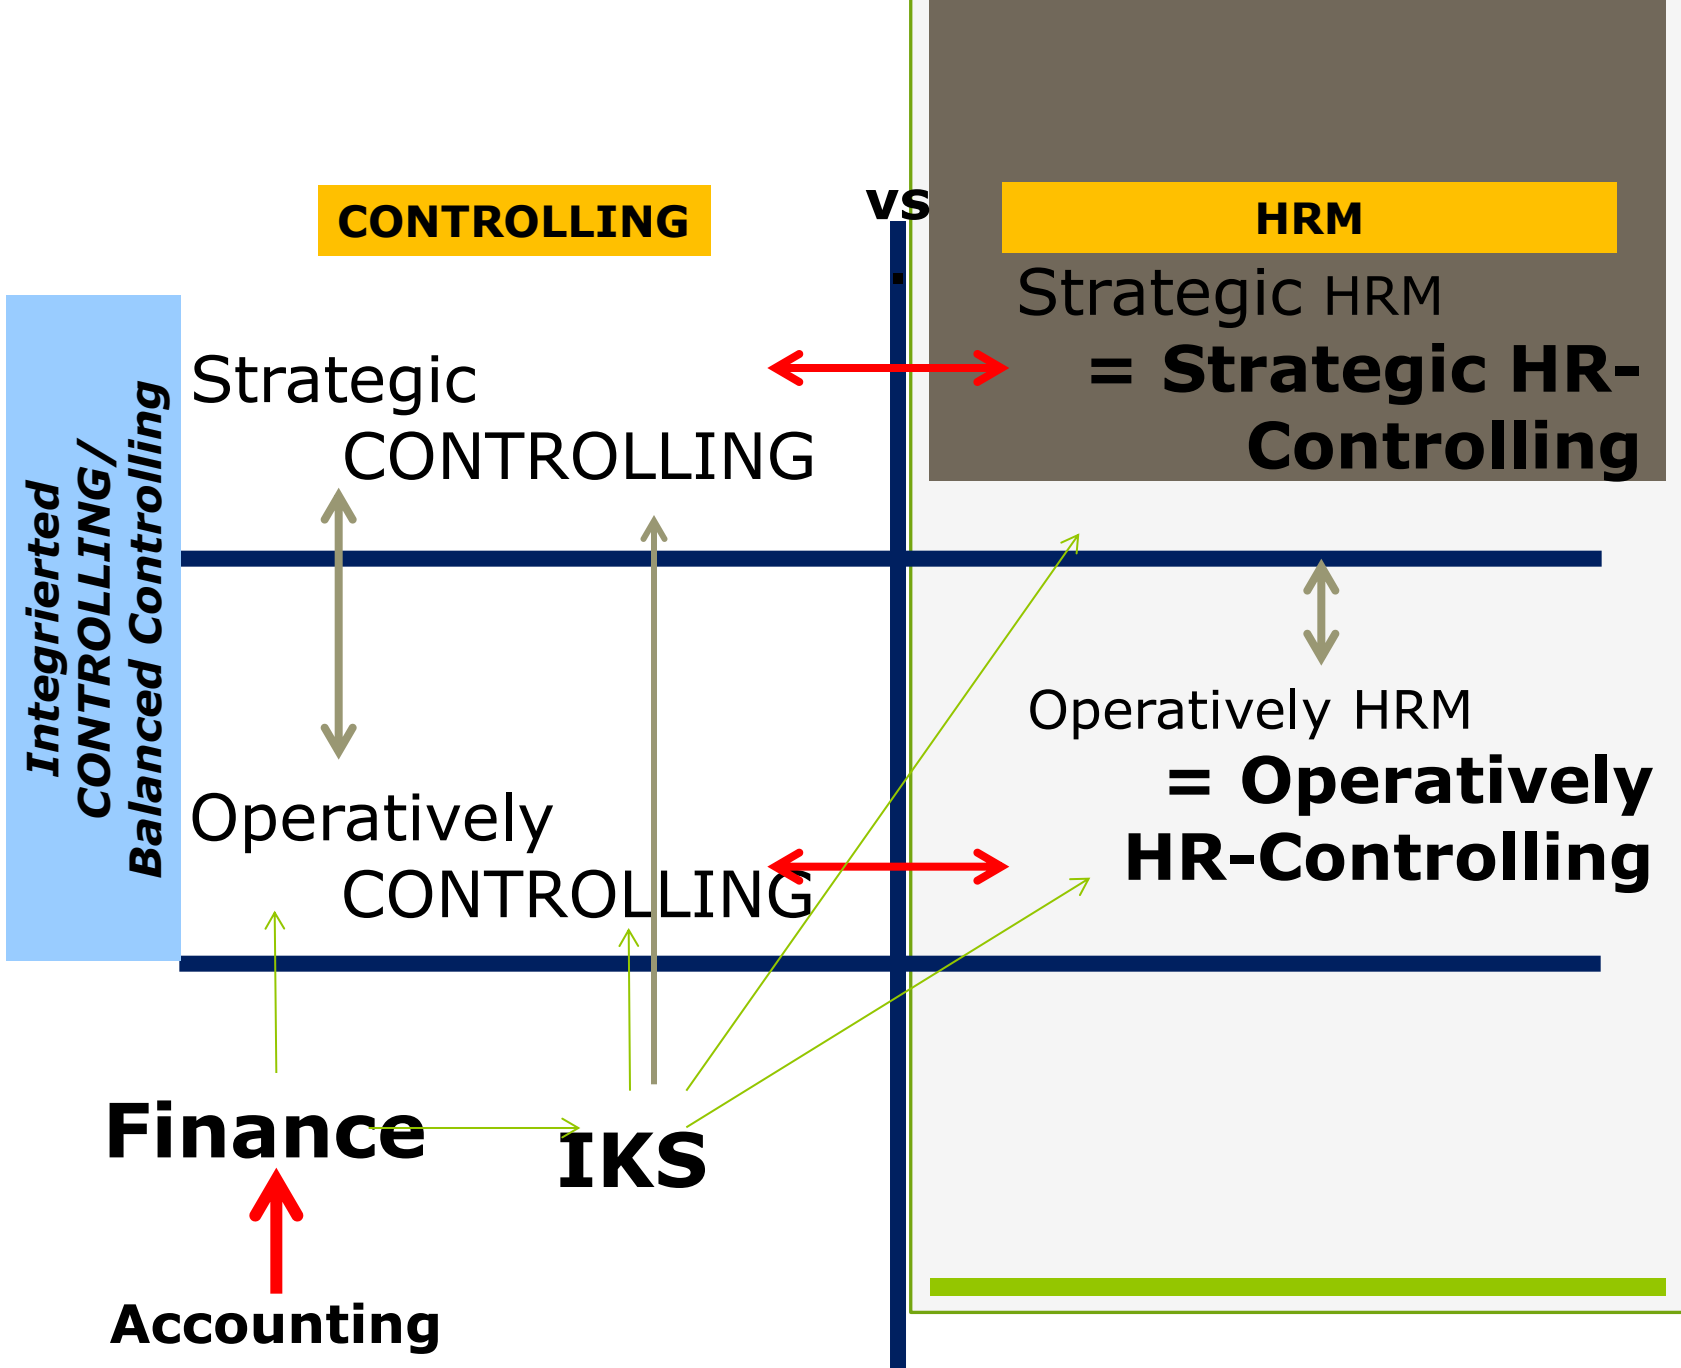 CONTROLLING
vs
.
HRM
Strategic HRM
= Strategic HR-
Controlling
Integrierted
CONTROLLING/
Balanced Controlling
Strategic
CONTROLLING
Operatively HRM
= Operatively
HR-Controlling
Operatively
CONTROLLING
Finance
IKS
Accounting